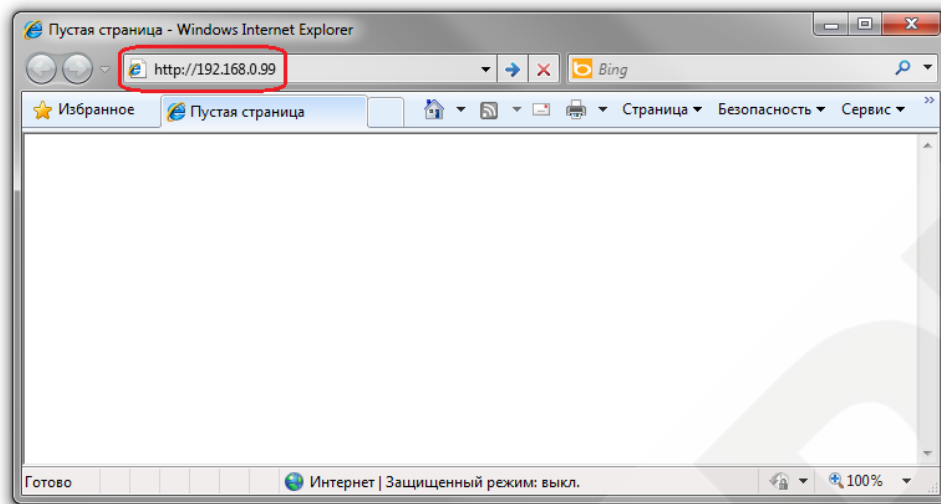 Пустая страница - Windows Internet Explorer
http://192.168.0.99
Bing
Избранное
Пустая страница
Страница
Безопасность
Сервис
Готово
Интернет | Защищенный режим: выкл.
100%